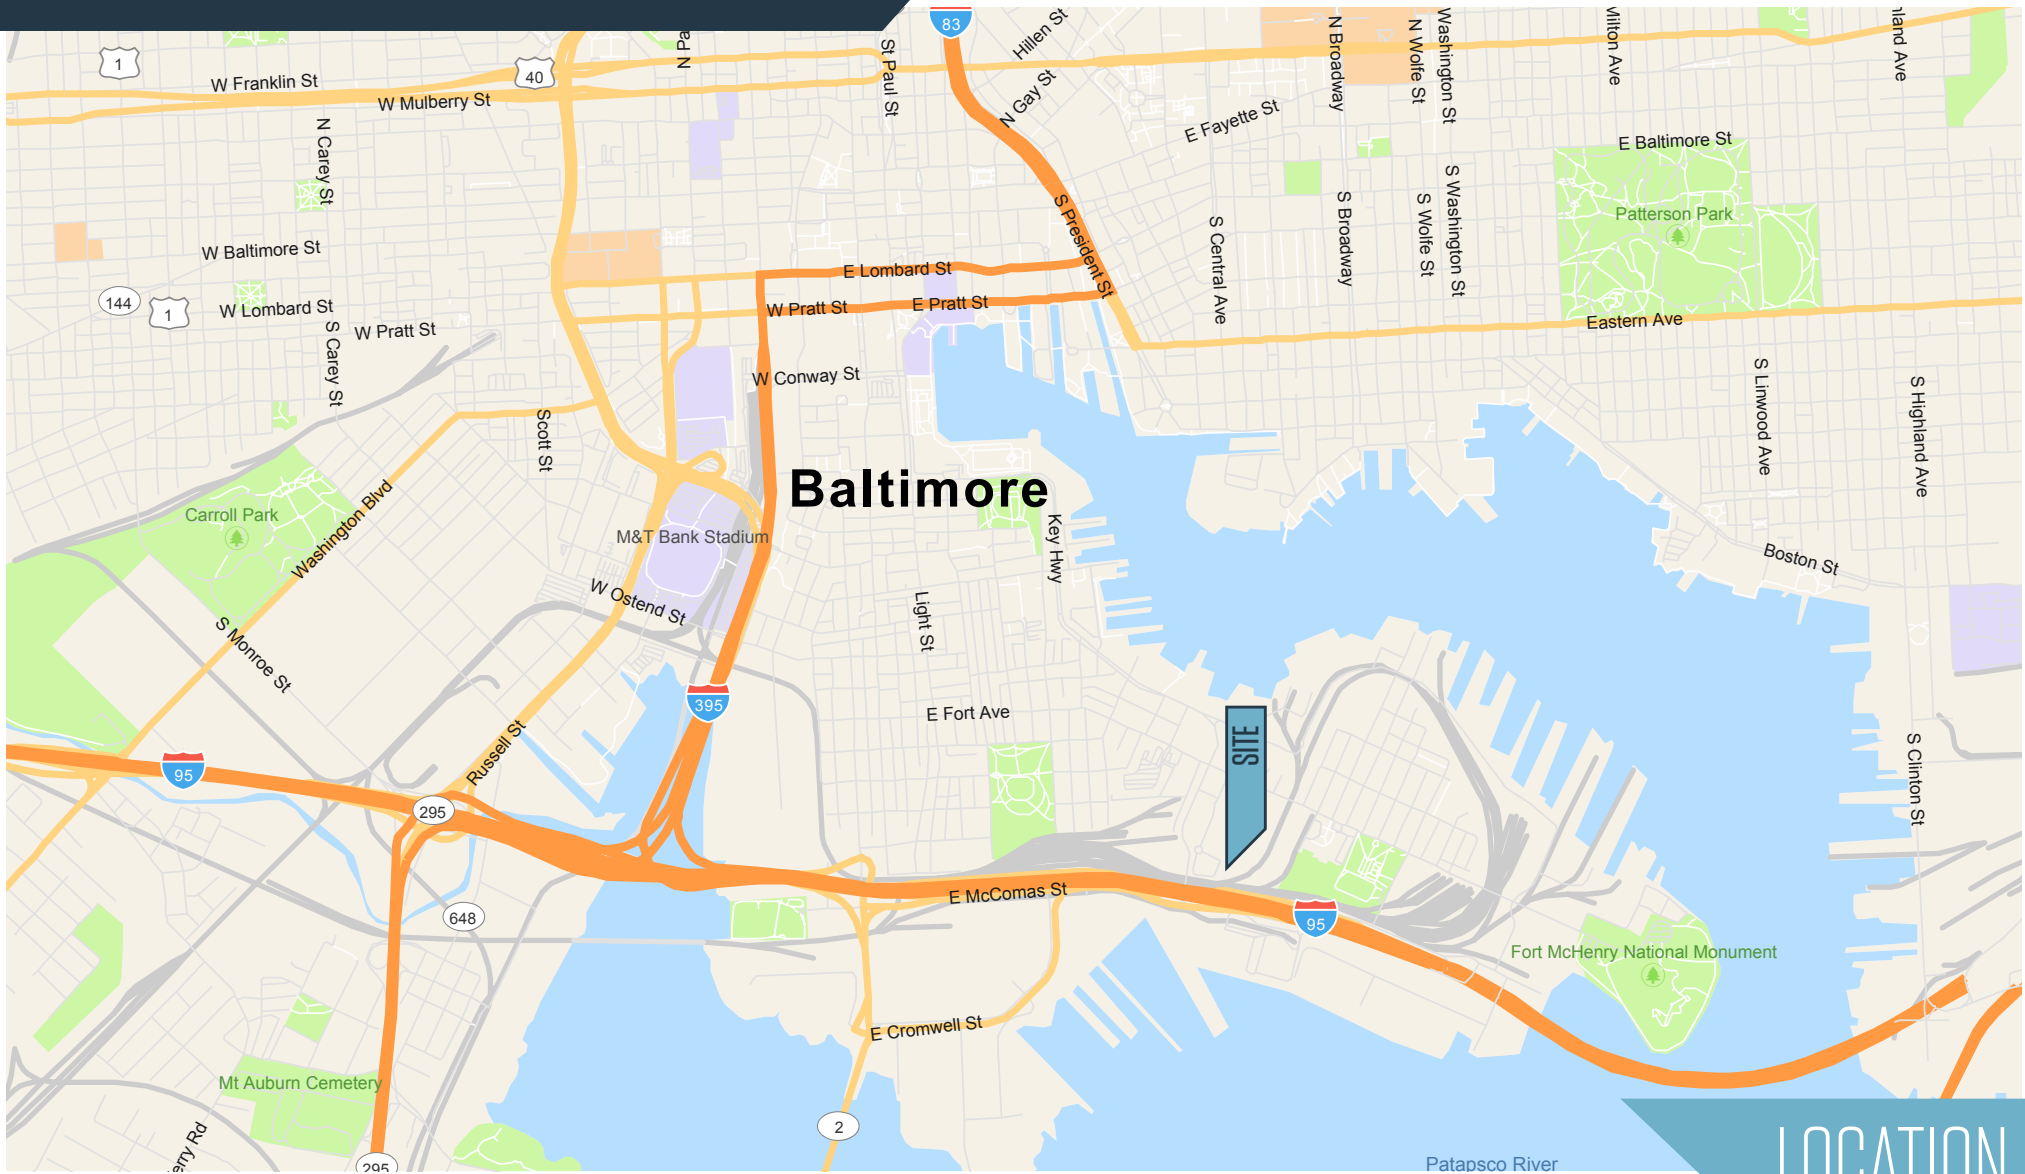 83
Hillen St
N Broadway
N Wolfe St
Washington St
Milton Ave
1
W Franklin St
40
W Mulberry St
St Paul St
N Gay St
E Fayette St
E Baltimore St
N Carey St
S President St
S Central Ave
S Broadway
S Wolfe St
S Washington St
Patterson Park
W Baltimore St
E Lombard St
144
1
W Lombard St
W Pratt St
E Pratt St
Eastern Ave
S Carey St
W Pratt St
W Conway St
S Linwood Ave
S Highland Ave
Scott St
Baltimore
Carroll Park
Washington Blvd
M&T Bank Stadium
Key Hwy
Boston St
W Ostend St
Light St
S Monroe St
395
E Fort Ave
SITE
Russell St
95
S Clinton St
295
E McComas St
648
95
Fort McHenry National Monument
E Cromwell St
Mt Auburn Cemetery
2
295
Patapsco River
LOCATION